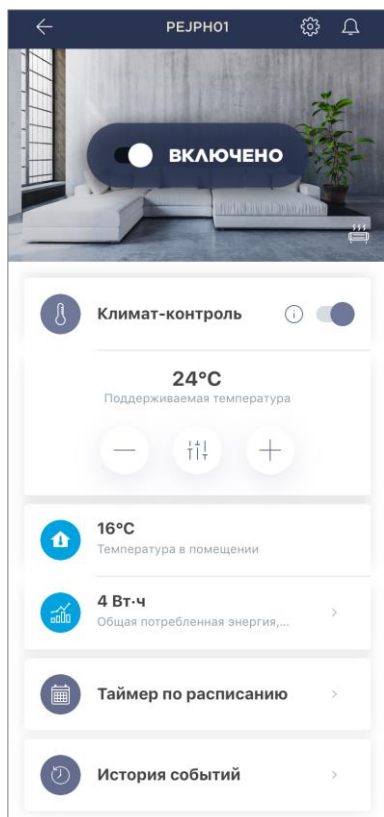 PEJPH01
ВКЛЮЧЕНО
Климат-контроль
24°C
Поддерживаемая температура
16°C
Температура в помещении
4 Вт·ч
Общая потребленная энергия,...
Таймер по расписанию
История событий